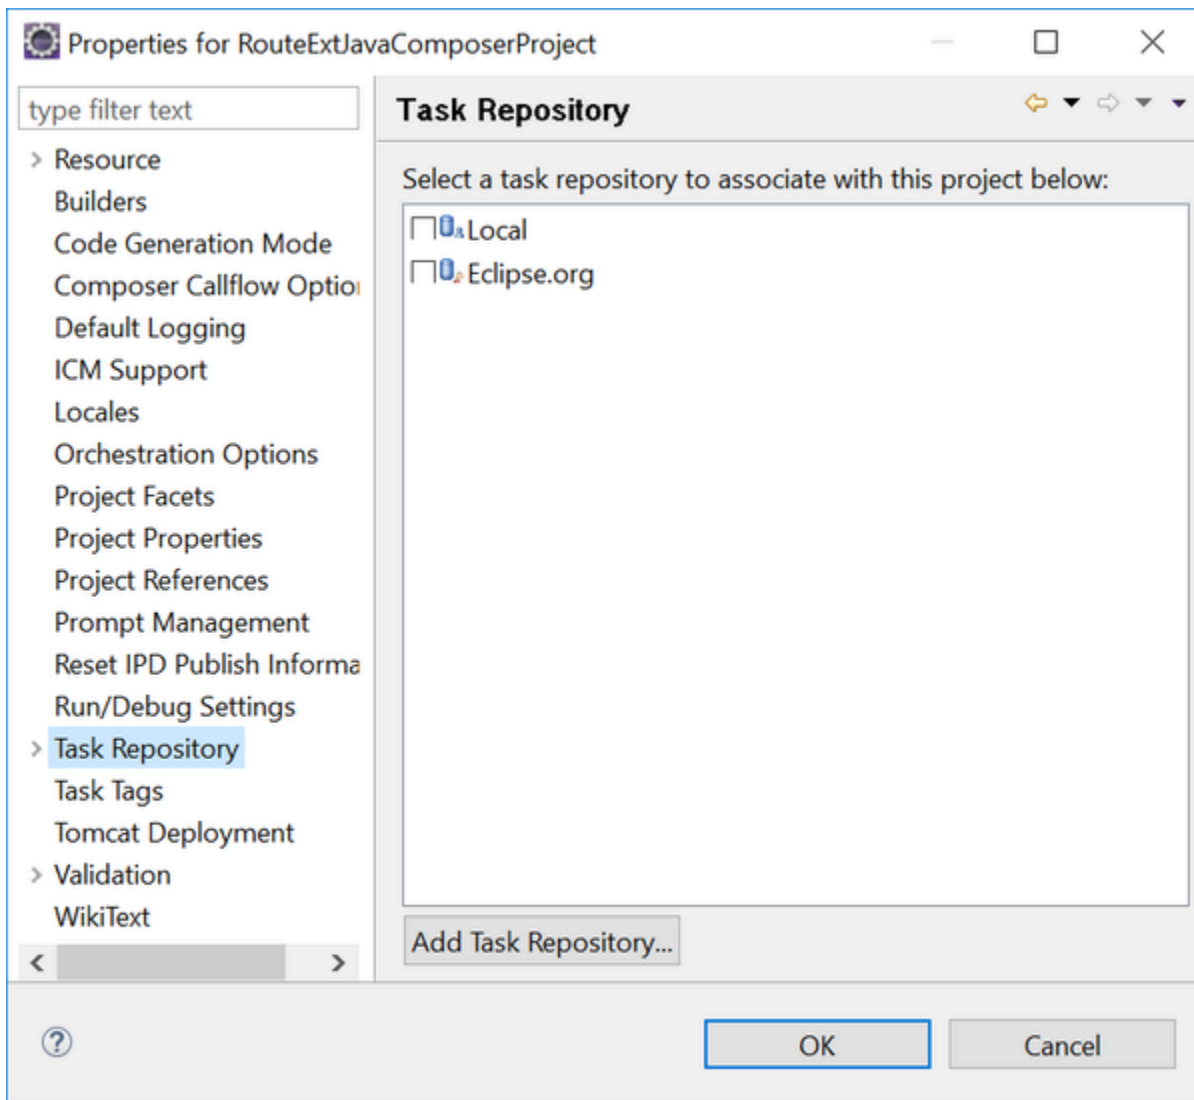 Properties for RouteExtJavaComposerProject
type filter text
Resource
Builders
Code Generation Mode
Composer Callflow Optio
Default Logging
ICM Support
Locales
Orchestration Options
Project Facets
Project Properties
Project References
Prompt Management
Reset IPD Publish Informa
Run/Debug Settings
Task Repository
Task Tags
Tomcat Deployment
Validation
WikiText
Task Repository
Select a task repository to associate with this project below:
Local
Eclipse.org
Add Task Repository...
?
OK
Cancel